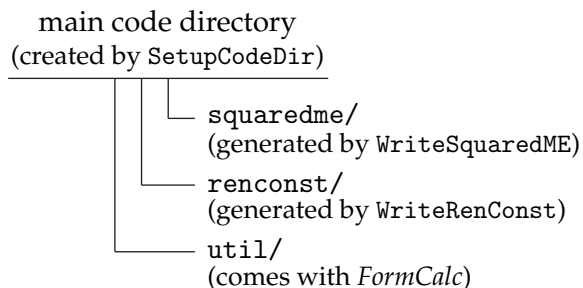 main code directory
(created by SetupCodeDir)
squaredme/
(generated by WriteSquaredME)
renconst/
(generated by WriteRenConst)
util/
(comes with FormCalc)